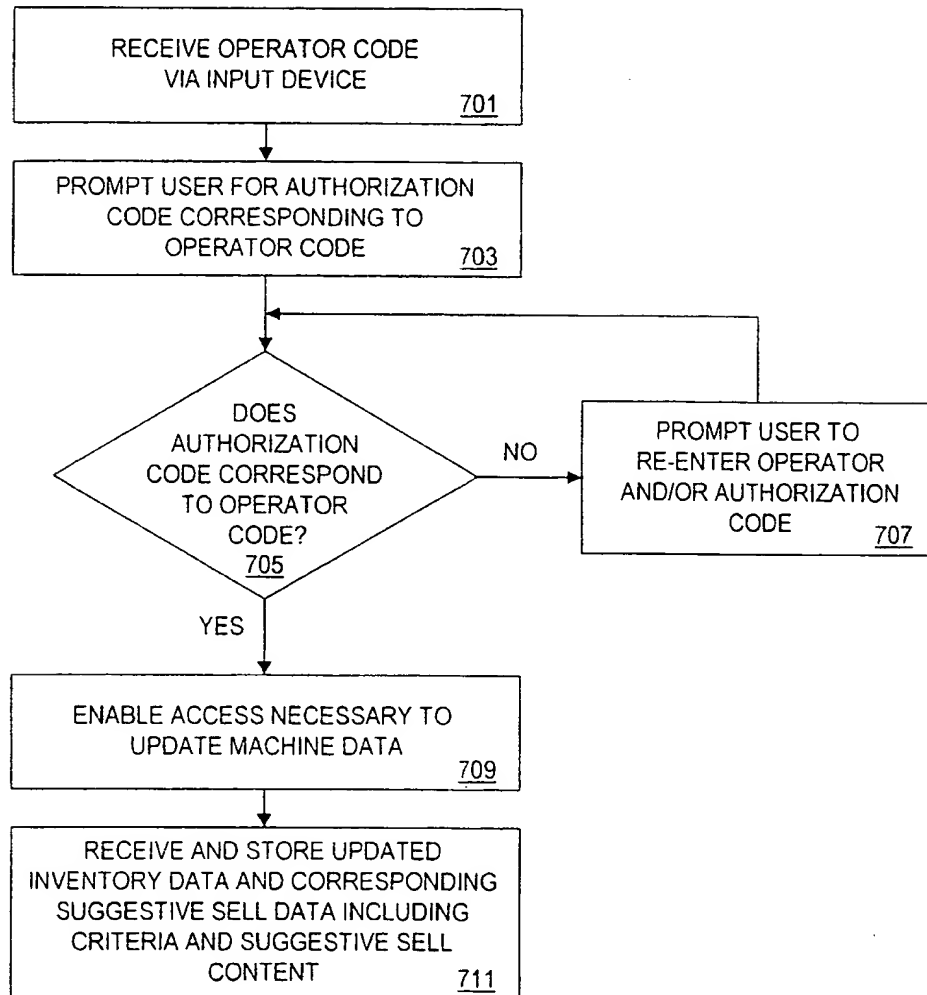 RECEIVE OPERATOR CODE
VIA INPUT DEVICE
701
PROMPT USER FOR AUTHORIZATION
CODE CORRESPONDING TO
OPERATOR CODE
703
DOES
AUTHORIZATION
CODE CORRESPOND
TO OPERATOR
CODE?
705
NO
PROMPT USER TO
RE-ENTER OPERATOR
AND/OR AUTHORIZATION
CODE
707
YES
ENABLE ACCESS NECESSARY TO
UPDATE MACHINE DATA
709
RECEIVE AND STORE UPDATED
INVENTORY DATA AND CORRESPONDING
SUGGESTIVE SELL DATA INCLUDING
CRITERIA AND SUGGESTIVE SELL
CONTENT
711